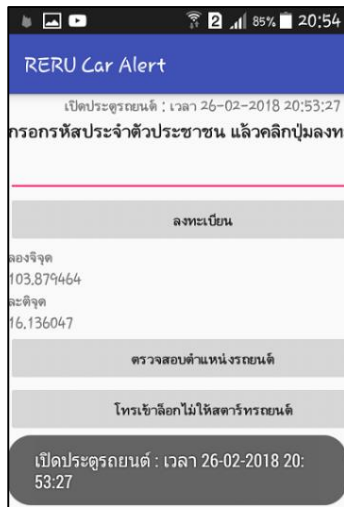 2 85% 20:54
RERU Car Alert
เปิดประตูรถยนต์ : เวลา 26-02-2018 20:53:27
กรอกรหัสประจำตัวประชาชน แล้วคลิกปุ่มลงท
ลงทะเบียน
ลองจิจุด
103.879464
ละติจุด
16.136047
ตรวจสอบตำแหน่งรถยนต์
โทรเข้าล็อกไม่ให้สตาร์ทรถยนต์
เปิดประตูรถยนต์ : เวลา 26-02-2018 20:
53:27